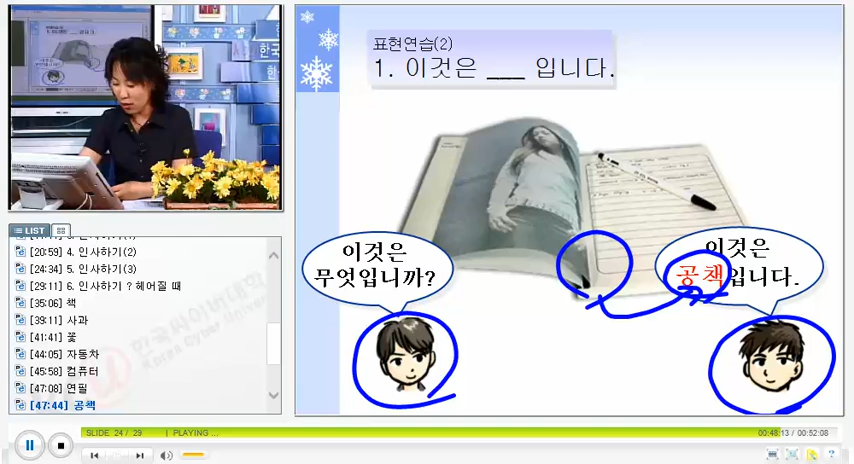 표현연습(2)
1. 이것은 ___ 입니다.
이것은
무엇입니까?
이것은
공책입니다.
LIST
[20:59] 4. 인사하기(2)
[24:34] 5. 인사하기(3)
[29:11] 6. 인사하기 ? 헤어질 때
[35:06] 책
[39:11] 사과
[41:41] 꽃
[44:05] 자동차
[45:58] 컴퓨터
[47:08] 연필
[47:44] 공책
SLIDE 24 / 29 | PLAYING ...
00:48:13 / 00:52:08